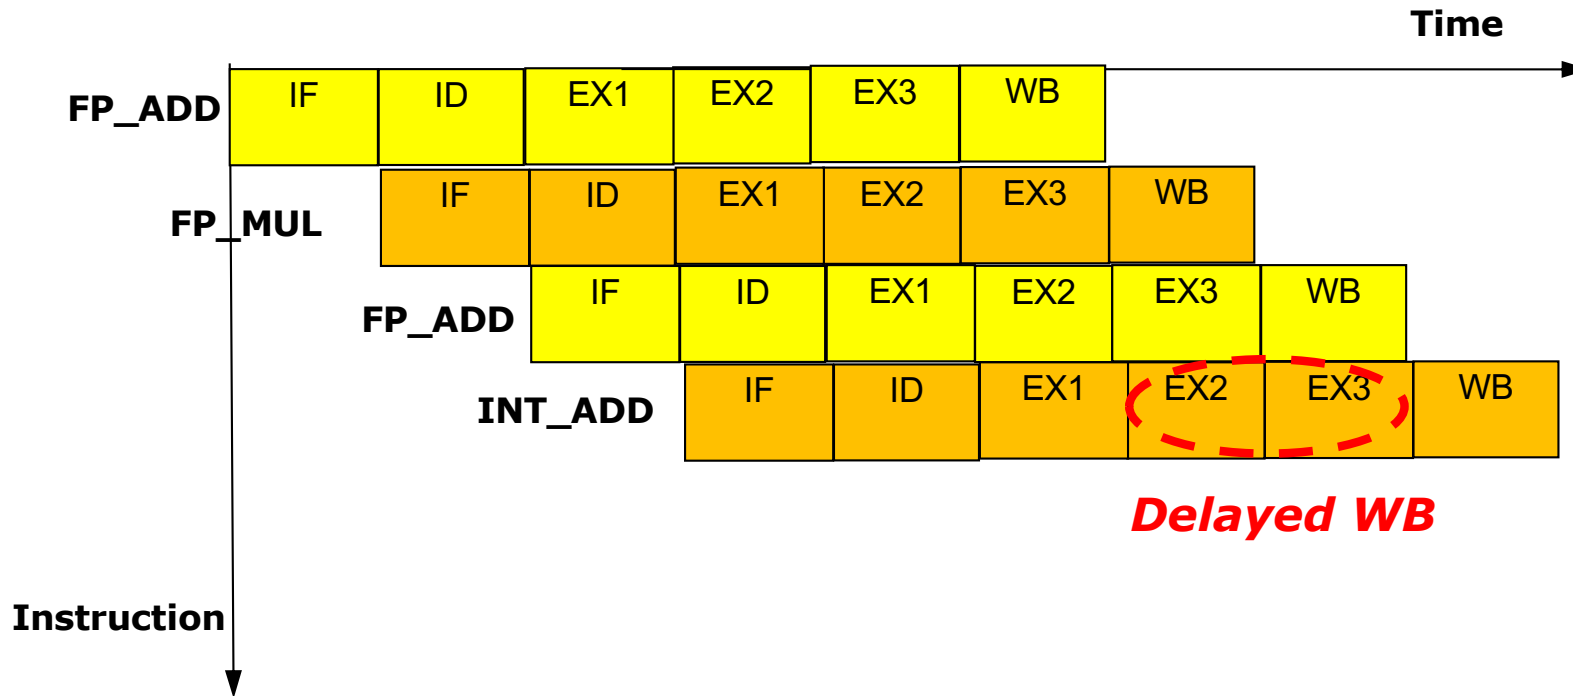 Time
FP_ADD IF ID EX1 EX2 EX3 WB
FP_MUL IF ID EX1 EX2 EX3 WB
FP_ADD IF ID EX1 EX2 EX3 WB
INT_ADD IF ID EX1 EX2 EX3 WB
Delayed WB
Instruction